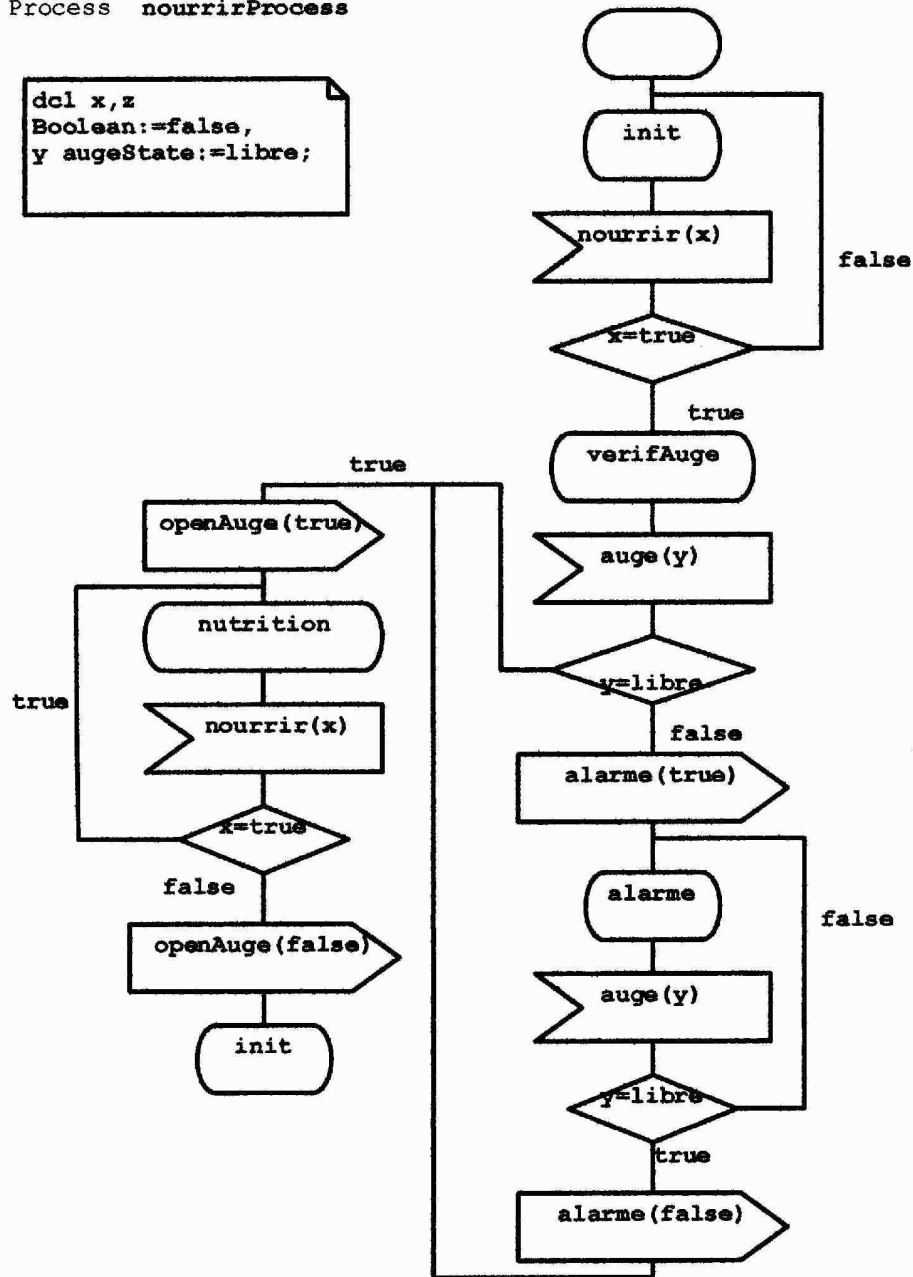 Process nourrirProcess
dcl x,z
Boolean:=false,
y augeState:=libre;
init
nourrir(x)
false
x=true
true
verifAuge
auge(y)
y=libre
true
false
alarme(true)
alarme
false
auge(y)
y=libre
true
alarme(false)
openAuge(true)
nutrition
true
nourrir(x)
x=true
false
openAuge(false)
init